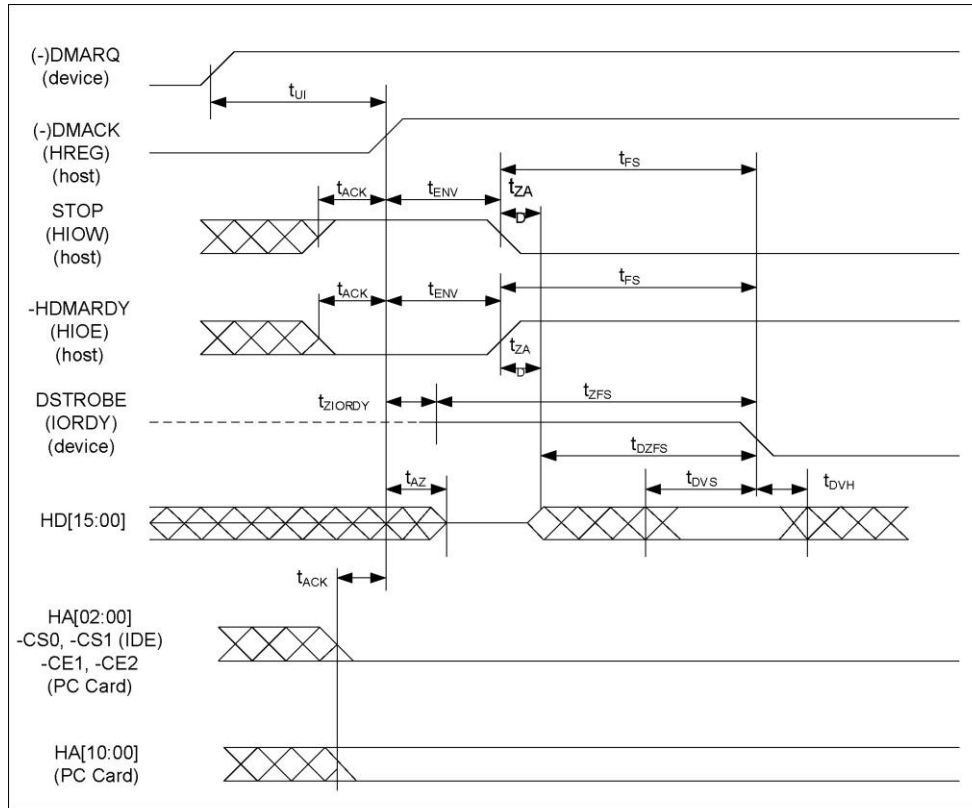 (-)DMARQ
(device)
tUI
(-)DMACK
(HREG)
(host)
tFS
tACK
tENV
tZA
D
STOP
(HIOW)
(host)
tFS
tACK
tENV
-HDMARDY
(HIOE)
(host)
tZA
D
DSTROBE
(IORDY)
(device)
tZIORDY
tZFS
tDZFS
tAZ
tDVS
tDVH
HD[15:00]
tACK
HA[02:00]
-CS0, -CS1 (IDE)
-CE1, -CE2
(PC Card)
HA[10:00]
(PC Card)